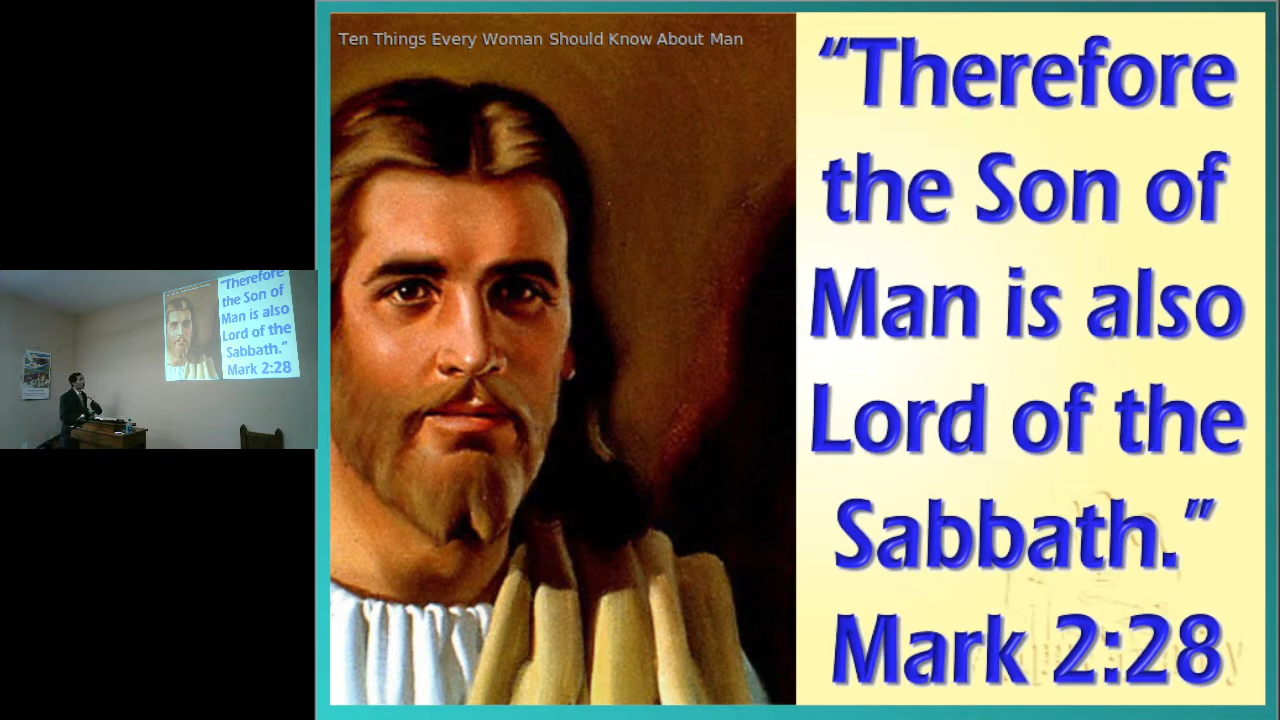 Ten Things Every Woman Should Know About Man
“Therefore
the Son of
Man is also
Lord of the
Sabbath.”
Mark 2:28
“Therefore
the Son of
Man is also
Lord of the
Sabbath.”
Mark 2:28